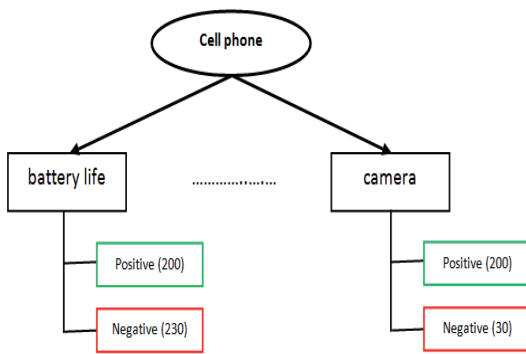 Cell phone
battery life
…………..….…
camera
Positive (200)
Negative (230)
Positive (200)
Negative (30)